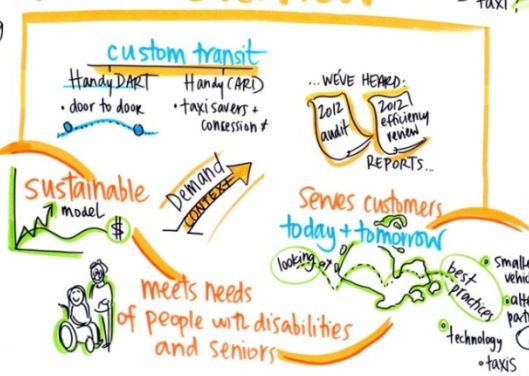 taxi?
custom transit
HandyDART
• door to door
HandyCARD
• taxi savers +
concession $
...WE'VE HEARD:
2012
audit
2012
efficiency
review
REPORTS...
sustainable
model
$
Demand
CONTEXT
Serves customers
today + tomorrow
looking at
best
practices
• technology
• taxis
meets needs
of people with disabilities
and seniors